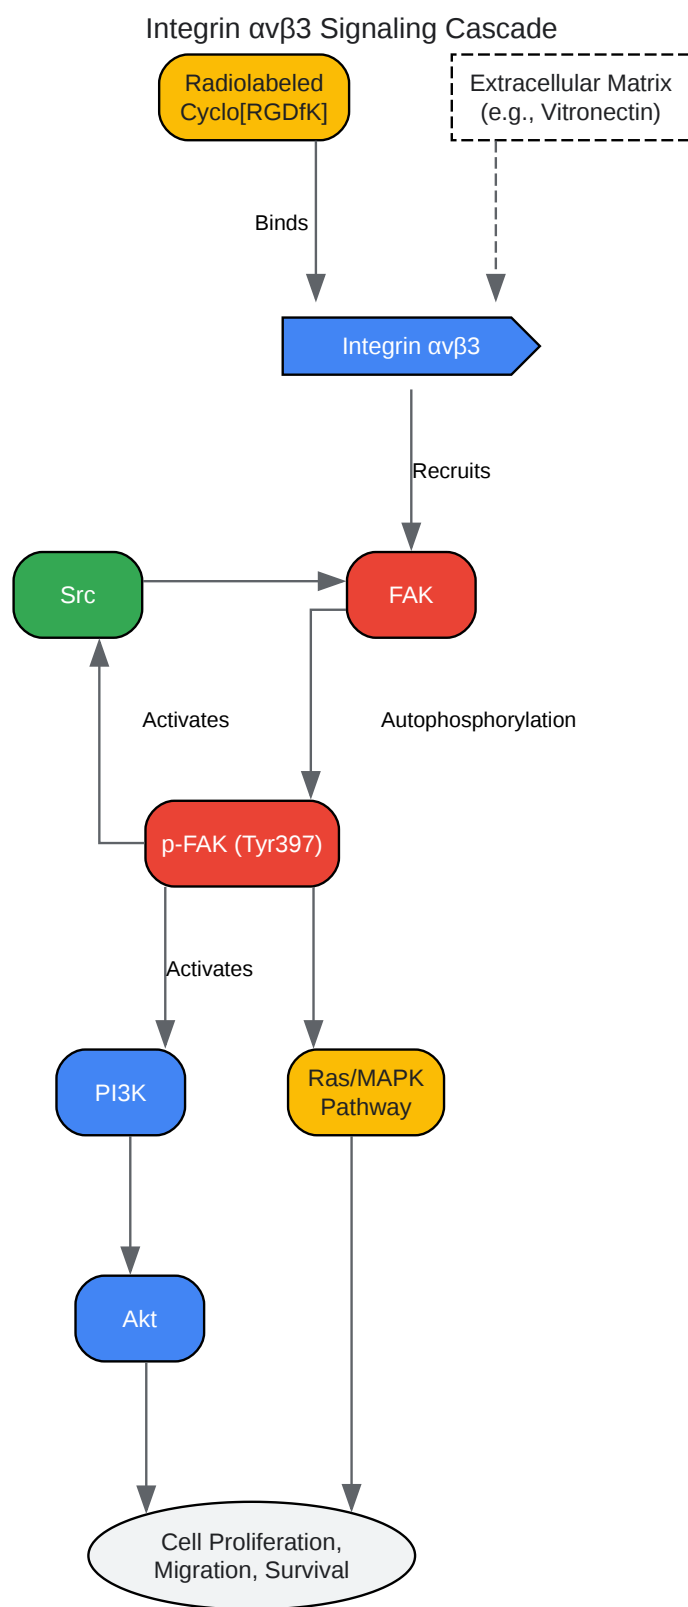 Integrin αvβ3 Signaling Cascade
Radiolabeled
Cyclo[RGDfK]
Extracellular Matrix
(e.g., Vitronectin)
Binds
Integrin αvβ3
Recruits
Src
FAK
Activates
Autophosphorylation
p-FAK (Tyr397)
Activates
PI3K
Ras/MAPK
Pathway
Akt
Cell Proliferation,
Migration, Survival